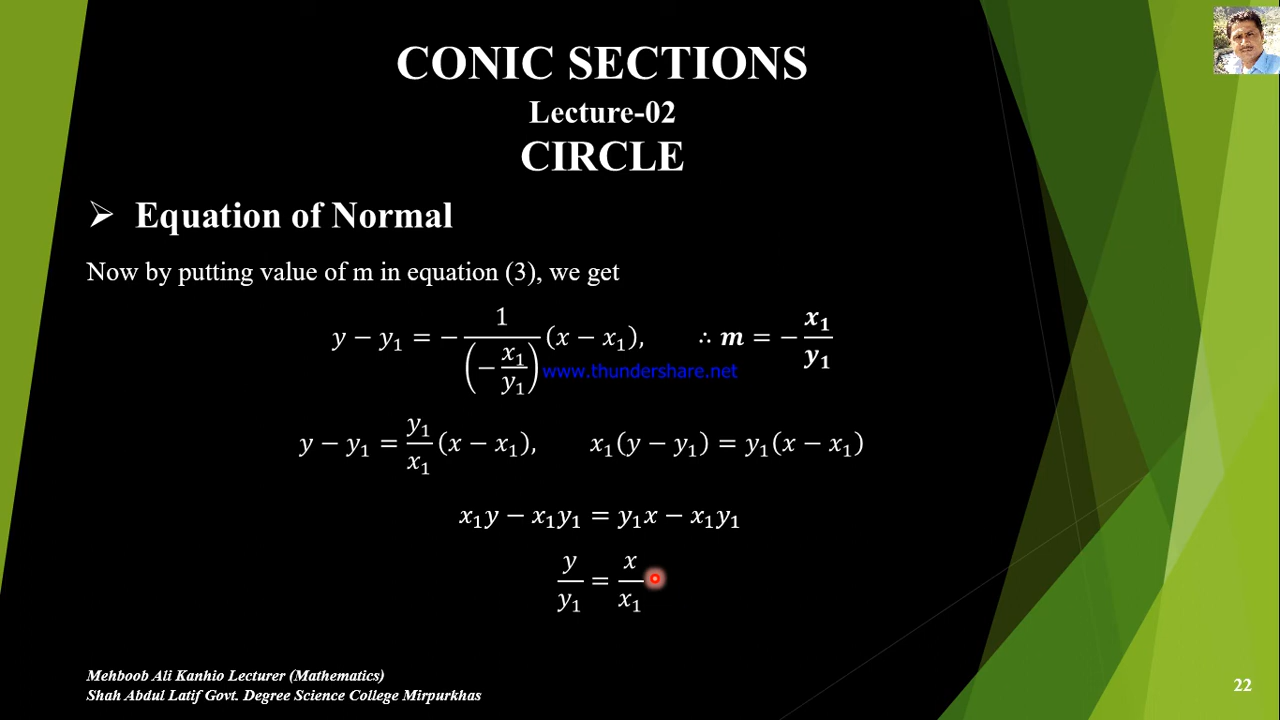 CONIC SECTIONS
Lecture-02
CIRCLE
➢ Equation of Normal
Now by putting value of m in equation (3), we get
y − y₁ = − 1/(−x₁/y₁) (x − x₁), ∴ m = − x₁/y₁
www.thundershare.net
y − y₁ = y₁/x₁ (x − x₁), x₁(y − y₁) = y₁(x − x₁)
x₁y − x₁y₁ = y₁x − x₁y₁
y/y₁ = x/x₁
Mehboob Ali Kanhio Lecturer (Mathematics)
Shah Abdul Latif Govt. Degree Science College Mirpurkhas
22